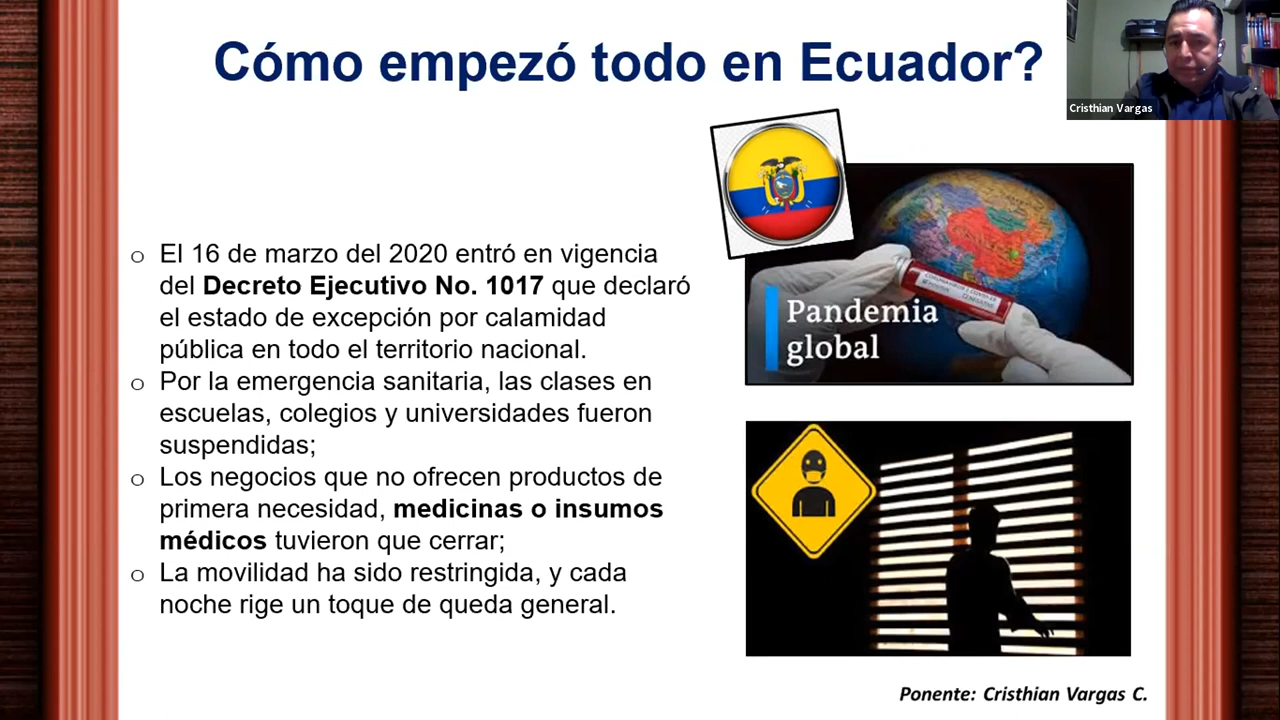 Cómo empezó todo en Ecuador?
Cristhian Vargas
El 16 de marzo del 2020 entró en vigencia
del Decreto Ejecutivo No. 1017 que declaró
el estado de excepción por calamidad
pública en todo el territorio nacional.
Por la emergencia sanitaria, las clases en
escuelas, colegios y universidades fueron
suspendidas;
Los negocios que no ofrecen productos de
primera necesidad, medicinas o insumos
médicos tuvieron que cerrar;
La movilidad ha sido restringida, y cada
noche rige un toque de queda general.
Pandemia
global
Ponente: Cristhian Vargas C.